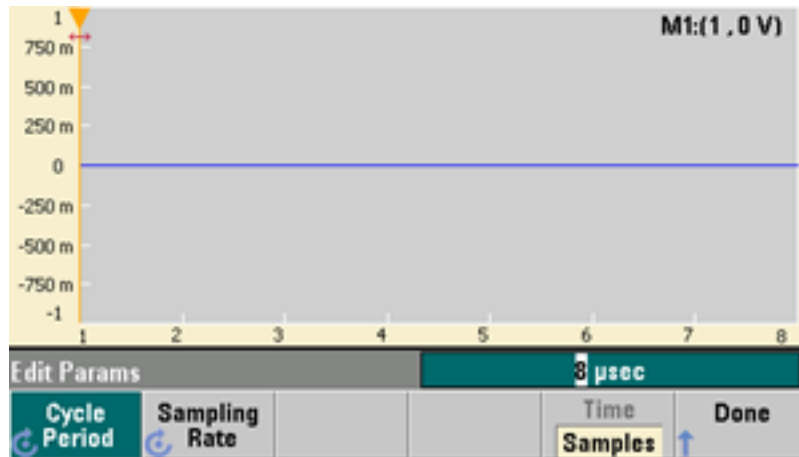 1
M1:(1 , 0 V)
750 m
500 m
250 m
0
-250 m
-500 m
-750 m
-1
1 2 3 4 5 6 7 8
Edit Params 8 µsec
Cycle Period
Sampling Rate
Time
Samples
Done